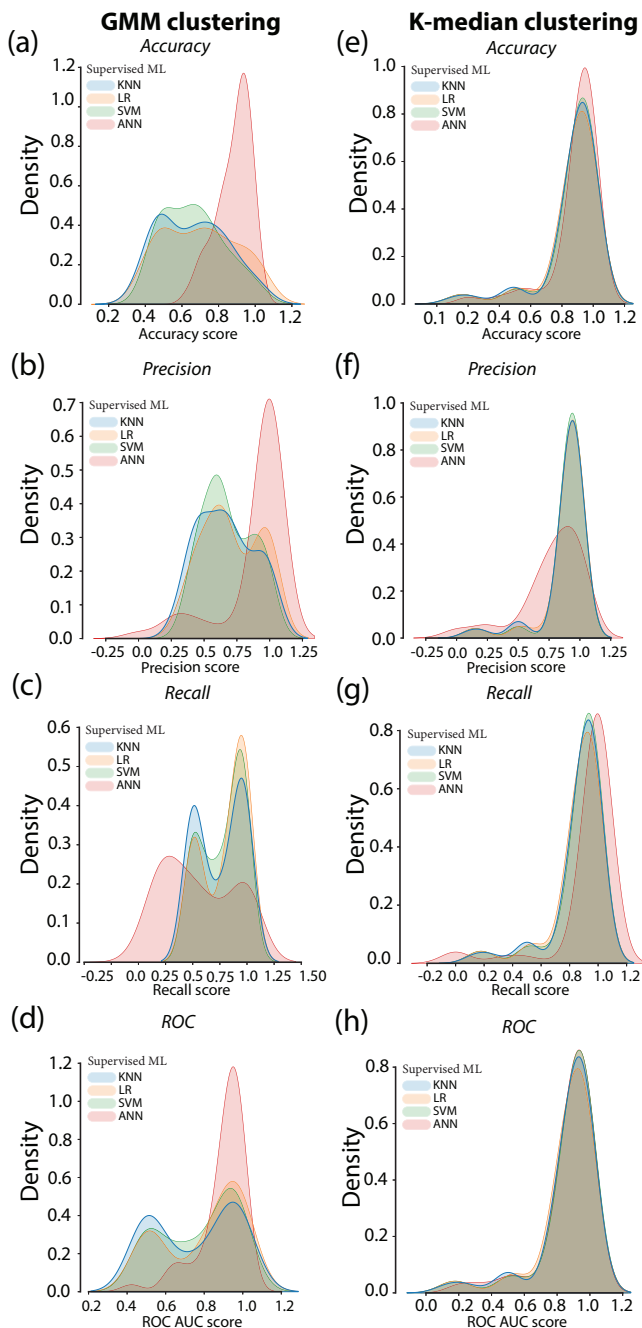 GMM clustering
(a)
Accuracy
Supervised ML
KNN
LR
SVM
ANN
Density
1.2
1.0
0.8
0.6
0.4
0.2
0.0
0.2 0.4 0.6 0.8 1.0 1.2
Accuracy score
(b)
Precision
Supervised ML
KNN
LR
SVM
ANN
Density
0.7
0.6
0.5
0.4
0.3
0.2
0.1
0.0
-0.25 0.0 0.25 0.5 0.75 1.0 1.25
Precision score
(c)
Recall
Supervised ML
KNN
LR
SVM
ANN
Density
0.6
0.5
0.4
0.3
0.2
0.1
0.0
-0.25 0.0 0.25 0.5 0.75 1.0 1.25 1.50
Recall score
(d)
ROC
Supervised ML
KNN
LR
SVM
ANN
Density
1.2
1.0
0.8
0.6
0.4
0.2
0.0
0.2 0.4 0.6 0.8 1.0 1.2
ROC AUC score
K-median clustering
(e)
Accuracy
Supervised ML
KNN
LR
SVM
ANN
Density
1.0
0.8
0.6
0.4
0.2
0.0
0.1 0.2 0.4 0.6 0.8 1.0 1.2
Accuracy score
(f)
Precision
Supervised ML
KNN
LR
SVM
ANN
Density
1.0
0.8
0.6
0.4
0.2
0.0
-0.25 0.0 0.25 0.5 0.75 1.0 1.25
Precision score
(g)
Recall
Supervised ML
KNN
LR
SVM
ANN
Density
0.8
0.6
0.4
0.2
0.0
-0.2 0.0 0.2 0.4 0.6 0.8 1.0 1.2
Recall score
(h)
ROC
Supervised ML
KNN
LR
SVM
ANN
Density
0.8
0.6
0.4
0.2
0.0
0.0 0.2 0.4 0.6 0.8 1.0 1.2
ROC AUC score